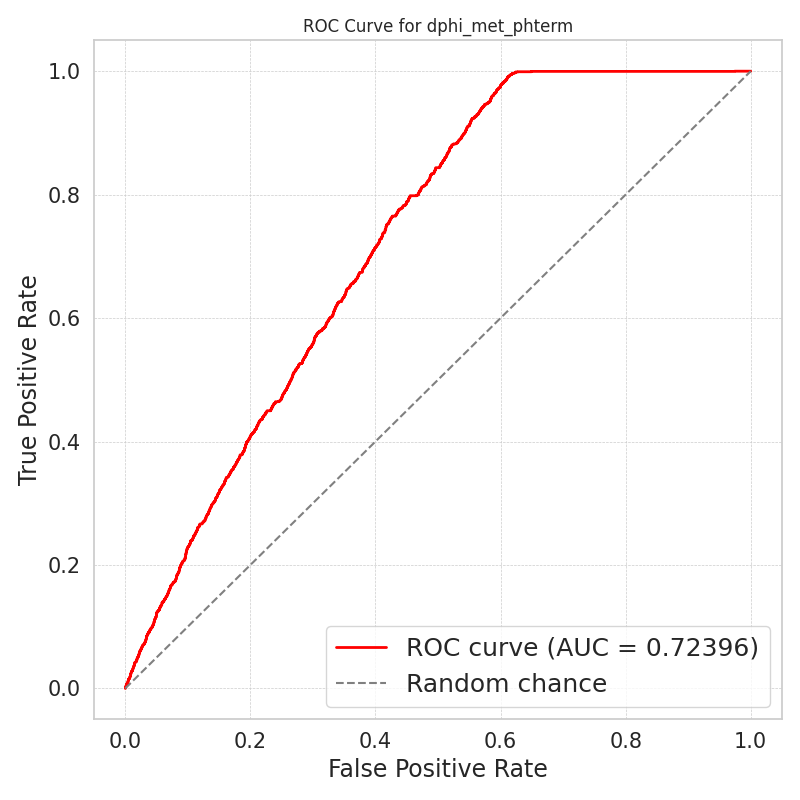 ROC Curve for dphi_met_phterm
True Positive Rate
1.0
0.8
0.6
0.4
0.2
0.0
ROC curve (AUC = 0.72396)
Random chance
0.0 0.2 0.4 0.6 0.8 1.0
False Positive Rate